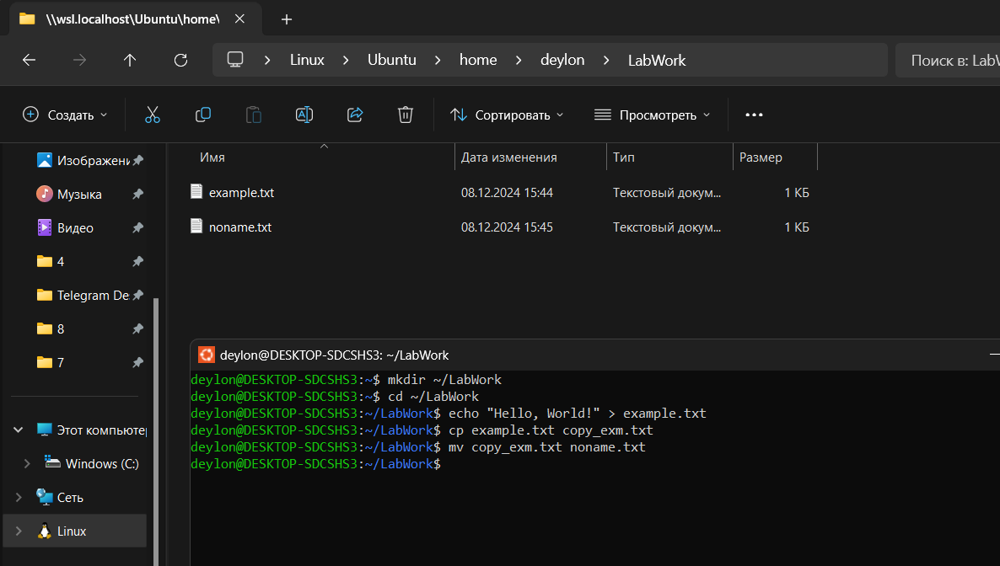 \\wsl.localhost\Ubuntu\home\
Linux > Ubuntu > home > deylon > LabWork
Поиск в: LabW
Создать
Сортировать
Просмотреть
Изображени
Музыка
Видео
4
Telegram De
8
7
Этот компьютер
Windows (C:)
Сеть
Linux
Имя Дата изменения Тип Размер
example.txt 08.12.2024 15:44 Текстовый докум... 1 КБ
noname.txt 08.12.2024 15:45 Текстовый докум... 1 КБ
deylon@DESKTOP-SDCSHS3: ~/LabWork
deylon@DESKTOP-SDCSHS3:~$ mkdir ~/LabWork
deylon@DESKTOP-SDCSHS3:~$ cd ~/LabWork
deylon@DESKTOP-SDCSHS3:~/LabWork$ echo "Hello, World!" > example.txt
deylon@DESKTOP-SDCSHS3:~/LabWork$ cp example.txt copy_exm.txt
deylon@DESKTOP-SDCSHS3:~/LabWork$ mv copy_exm.txt noname.txt
deylon@DESKTOP-SDCSHS3:~/LabWork$